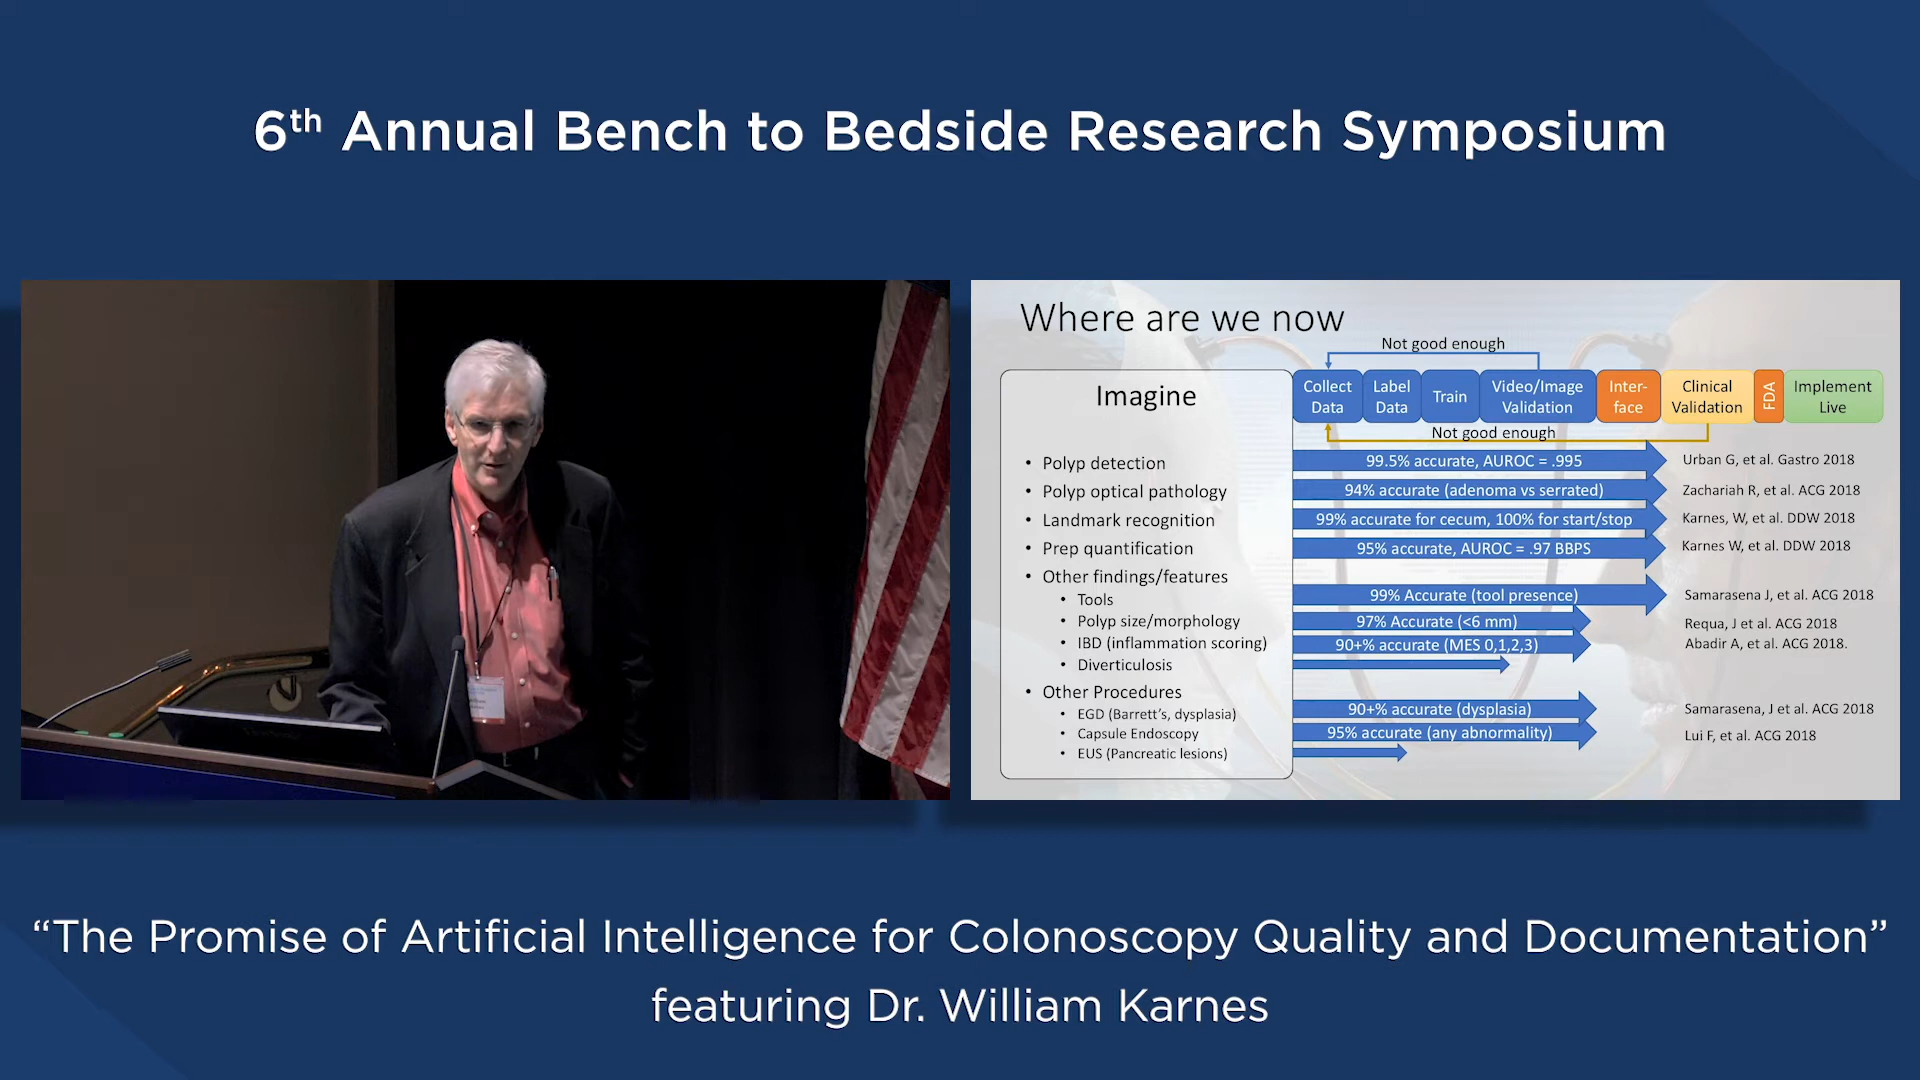 6th Annual Bench to Bedside Research Symposium
Where are we now
Not good enough
Imagine
Collect Data
Label Data
Train
Video/Image Validation
Inter-face
Clinical Validation
FDA
Implement Live
Not good enough
• Polyp detection
99.5% accurate, AUROC = .995
Urban G, et al. Gastro 2018
• Polyp optical pathology
94% accurate (adenoma vs serrated)
Zachariah R, et al. ACG 2018
• Landmark recognition
99% accurate for cecum, 100% for start/stop
Karnes, W, et al. DDW 2018
• Prep quantification
95% accurate, AUROC = .97 BBPS
Karnes W, et al. DDW 2018
• Other findings/features
• Tools
99% Accurate (tool presence)
Samarasena J, et al. ACG 2018
• Polyp size/morphology
97% Accurate (<6 mm)
Requa, J et al. ACG 2018
• IBD (inflammation scoring)
90+% accurate (MES 0,1,2,3)
Abadir A, et al. ACG 2018.
• Diverticulosis
• Other Procedures
• EGD (Barrett's, dysplasia)
90+% accurate (dysplasia)
Samarasena, J et al. ACG 2018
• Capsule Endoscopy
95% accurate (any abnormality)
Lui F, et al. ACG 2018
• EUS (Pancreatic lesions)
“The Promise of Artificial Intelligence for Colonoscopy Quality and Documentation”
featuring Dr. William Karnes